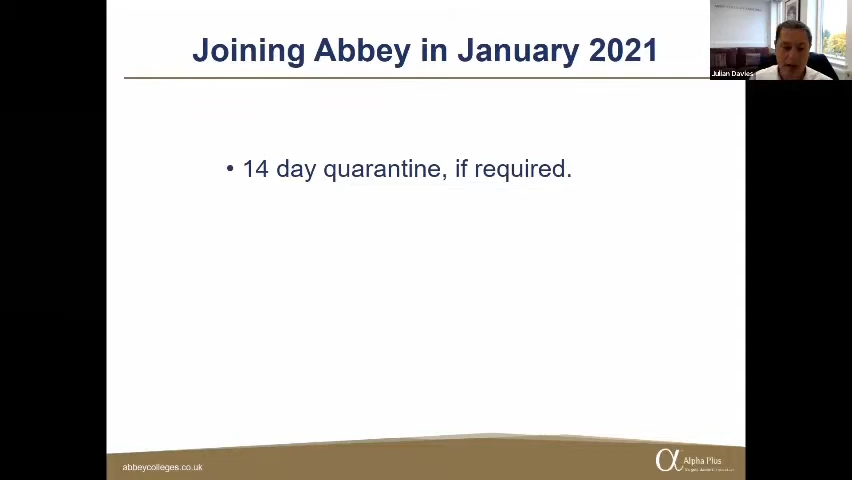 Joining Abbey in January 2021
Julian Davies
• 14 day quarantine, if required.
abbeycolleges.co.uk
α Alpha Plus